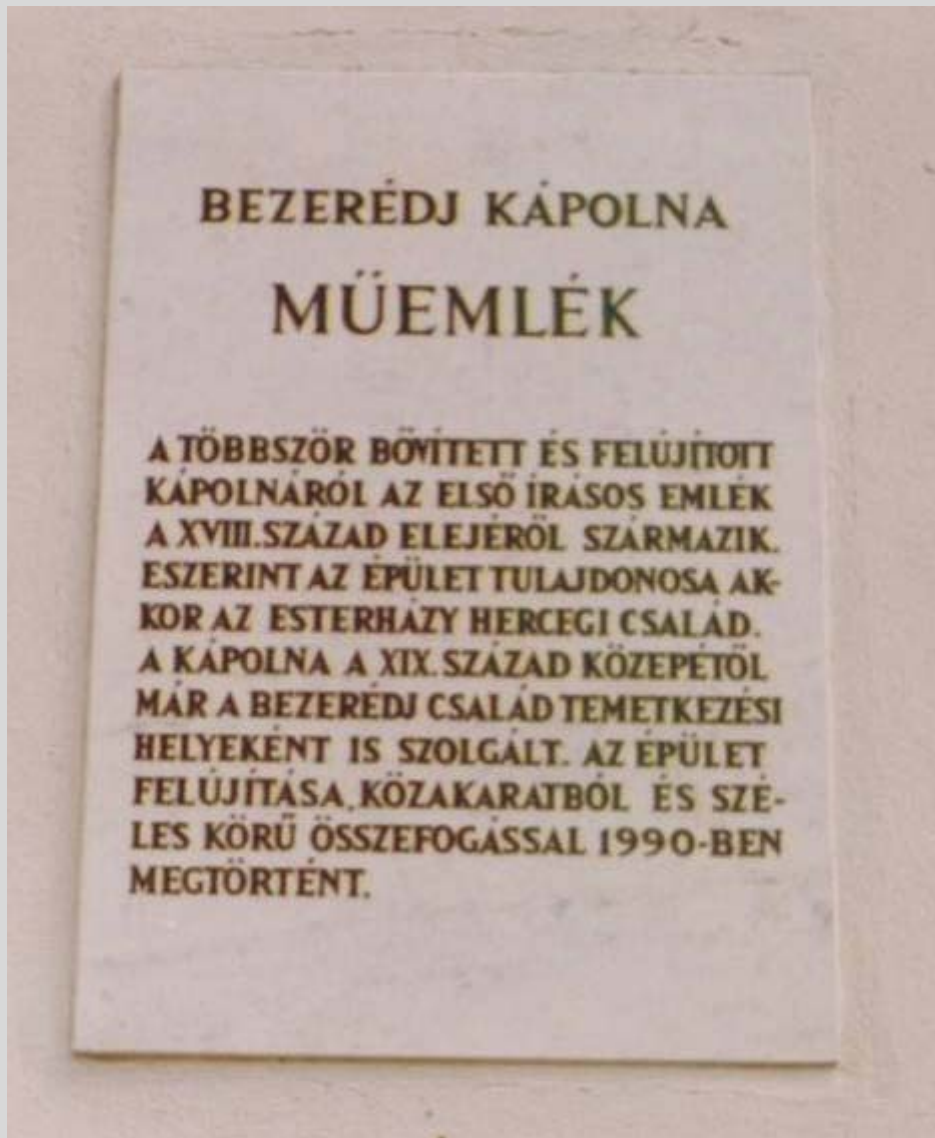 BEZERÉDJ KÁPOLNA
MŰEMLÉK
A TÖBBSZÖR BŐVÍTETT ÉS FELÚJÍTOTT
KÁPOLNÁRÓL AZ ELSŐ ÍRÁSOS EMLÉK
A XVIII. SZÁZAD ELEJÉRŐL SZÁRMAZIK.
ESZERINT AZ ÉPÜLET TULAJDONOSA AK-
KOR AZ ESTERHÁZY HERCEGI CSALÁD.
A KÁPOLNA A XIX. SZÁZAD KÖZEPÉTŐL
MÁR A BEZERÉDJ CSALÁD TEMETKEZÉSI
HELYEKÉNT IS SZOLGÁLT. AZ ÉPÜLET
FELÚJÍTÁSA, KÖZAKARATBÓL ÉS SZÉ-
LES KÖRŰ ÖSSZEFOGÁSSAL 1990-BEN
MEGTÖRTÉNT.